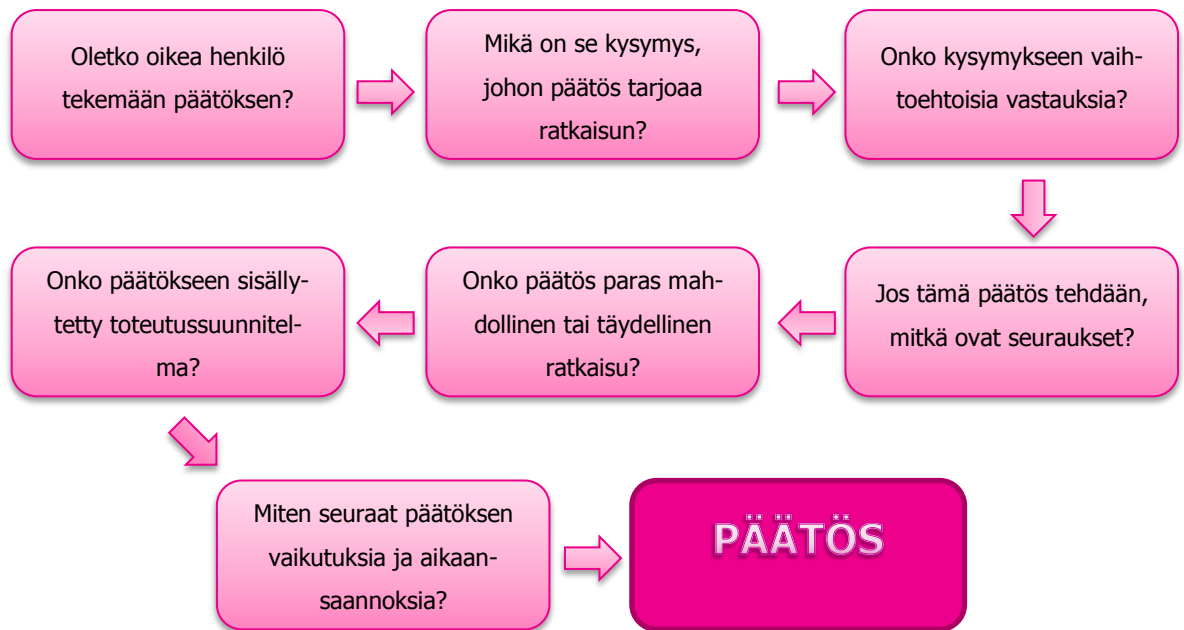 Oletko oikea henkilö
tekemään päätöksen?
Mikä on se kysymys,
johon päätös tarjoaa
ratkaisun?
Onko kysymykseen vaih-
toehtoisia vastauksia?
Jos tämä päätös tehdään,
mitkä ovat seuraukset?
Onko päätös paras mah-
dollinen tai täydellinen
ratkaisu?
Onko päätökseen sisälly-
tetty toteutussuunnitel-
ma?
Miten seuraat päätöksen
vaikutuksia ja aikaan-
saannoksia?
PÄÄTÖS